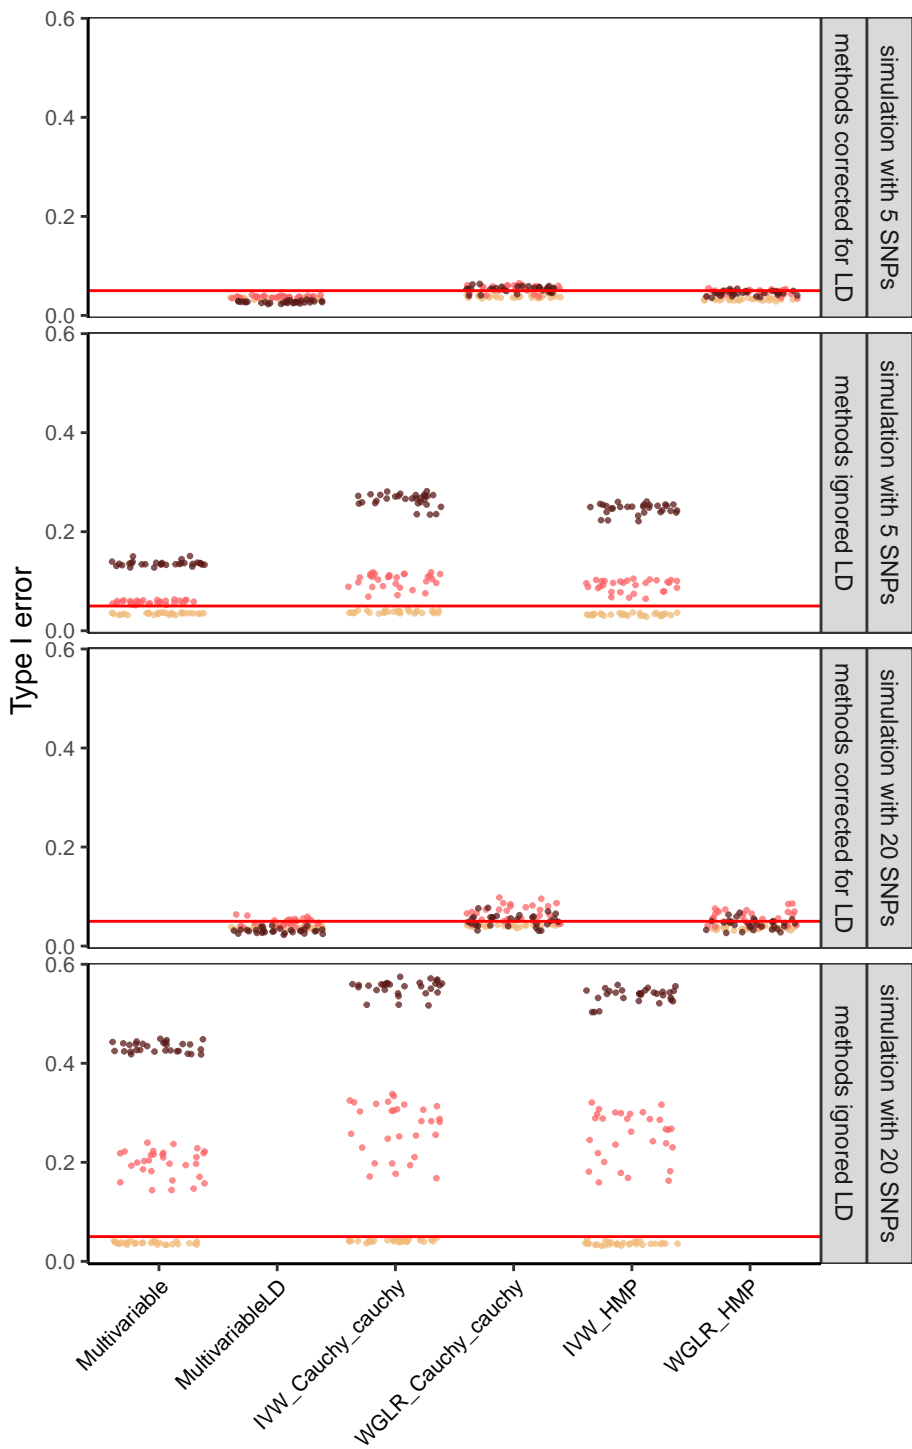 Type I error
0.6
0.4
0.2
0.0
methods corrected for LD
simulation with 5 SNPs
0.6
0.4
0.2
0.0
methods ignored LD
simulation with 5 SNPs
0.6
0.4
0.2
0.0
methods corrected for LD
simulation with 20 SNPs
0.6
0.4
0.2
0.0
methods ignored LD
simulation with 20 SNPs
Multivariable
MultivariableLD
IVW_Cauchy_cauchy
WGLR_Cauchy_cauchy
IVW_HMP
WGLR_HMP